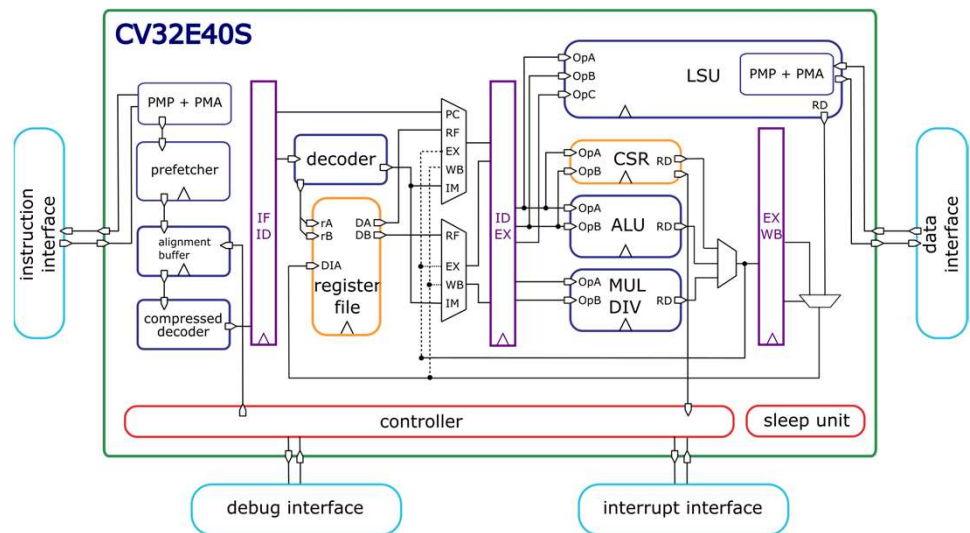 CV32E40S
PMP + PMA
prefetcher
alignment
buffer
compressed
decoder
instruction
interface
IF
ID
decoder
rA
rB
DIA
DA
DB
register
file
PC
RF
EX
WB
IM
RF
EX
WB
IM
ID
EX
OpA
OpB
OpC
LSU
PMP + PMA
RD
OpA
OpB
CSR
RD
OpA
OpB
ALU
RD
OpA
OpB
MUL
DIV
RD
EX
WB
data
interface
controller
sleep unit
debug interface
interrupt interface